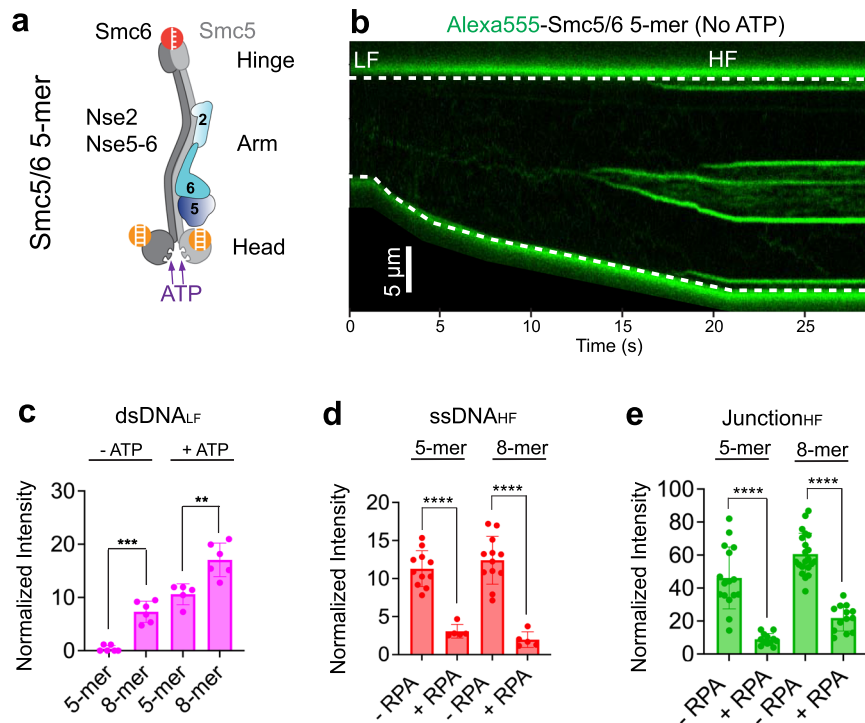 a
Smc6 Smc5
Hinge
Smc5/6 5-mer
Nse2
Nse5-6
Arm
2
6
5
Head
ATP
b
Alexa555-Smc5/6 5-mer (No ATP)
LF HF
5 µm
0 5 10 15 20 25
Time (s)
c
dsDNALF
- ATP + ATP
Normalized Intensity
30
20
10
0
*** **
5-mer 8-mer 5-mer 8-mer
d
ssDNAHF
5-mer 8-mer
Normalized Intensity
20
15
10
5
0
**** ****
- RPA + RPA - RPA + RPA
e
JunctionHF
5-mer 8-mer
Normalized Intensity
100
80
60
40
20
0
**** ****
- RPA + RPA - RPA + RPA